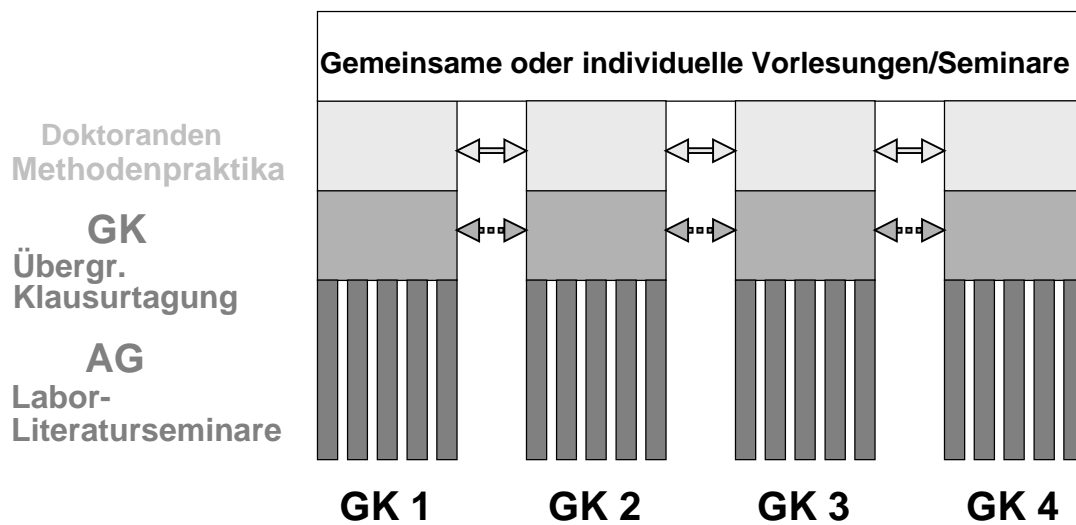 Gemeinsame oder individuelle Vorlesungen/Seminare
Doktoranden
Methodenpraktika
GK
Übergr.
Klausurtagung
AG
Labor-
Literaturseminare
GK 1 GK 2 GK 3 GK 4